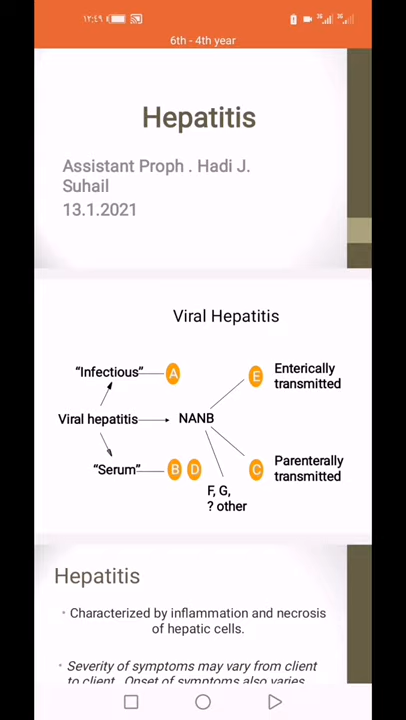 ١٢:٤٩
6th - 4th year
Hepatitis
Assistant Proph . Hadi J.
Suhail
13.1.2021
Viral Hepatitis
"Infectious"
A
E
Enterically
transmitted
Viral hepatitis
NANB
"Serum"
B
D
C
Parenterally
transmitted
F, G,
? other
Hepatitis
• Characterized by inflammation and necrosis
of hepatic cells.
• Severity of symptoms may vary from client
to client. Onset of symptoms also varies